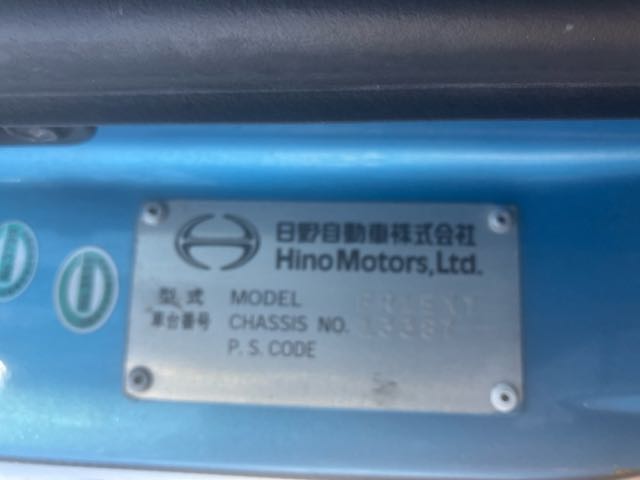 日野自動車株式会社
Hino Motors, Ltd.
型式 MODEL
車台番号 CHASSIS NO.
P.S. CODE